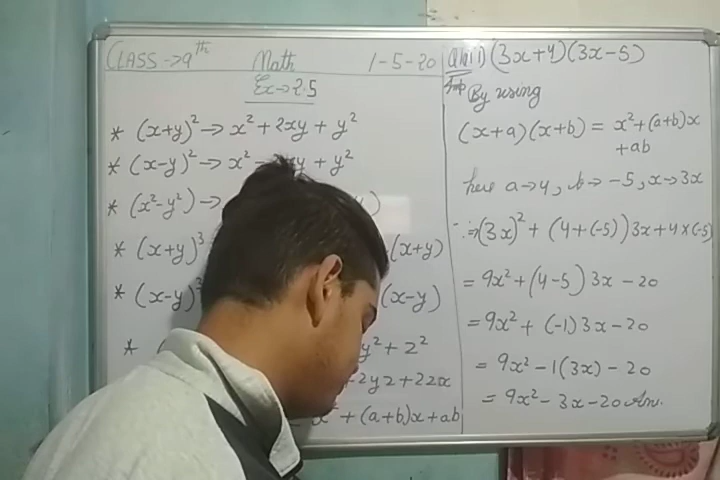 CLASS → 9th Math 1-5-20
Ex → 2.5
* (x+y)² → x² + 2xy + y²
* (x-y)² → x² y + y²
* (x²-y²) → )
* (x+y)³ (x+y)
* (x-y)³ (x-y)
* ( y² + z²
+ 2yz + 2zx
= x² + (a+b)x + ab
(3x+4)(3x-5)
By using
(x+a)(x+b) = x² + (a+b)x
+ab
here a→4, b→ -5, x→3x
⇒ (3x)² + (4+(-5))3x + 4×(-5)
= 9x² + (4-5) 3x - 20
= 9x² + (-1) 3x - 20
= 9x² - 1(3x) - 20
= 9x² - 3x - 20 Ans.